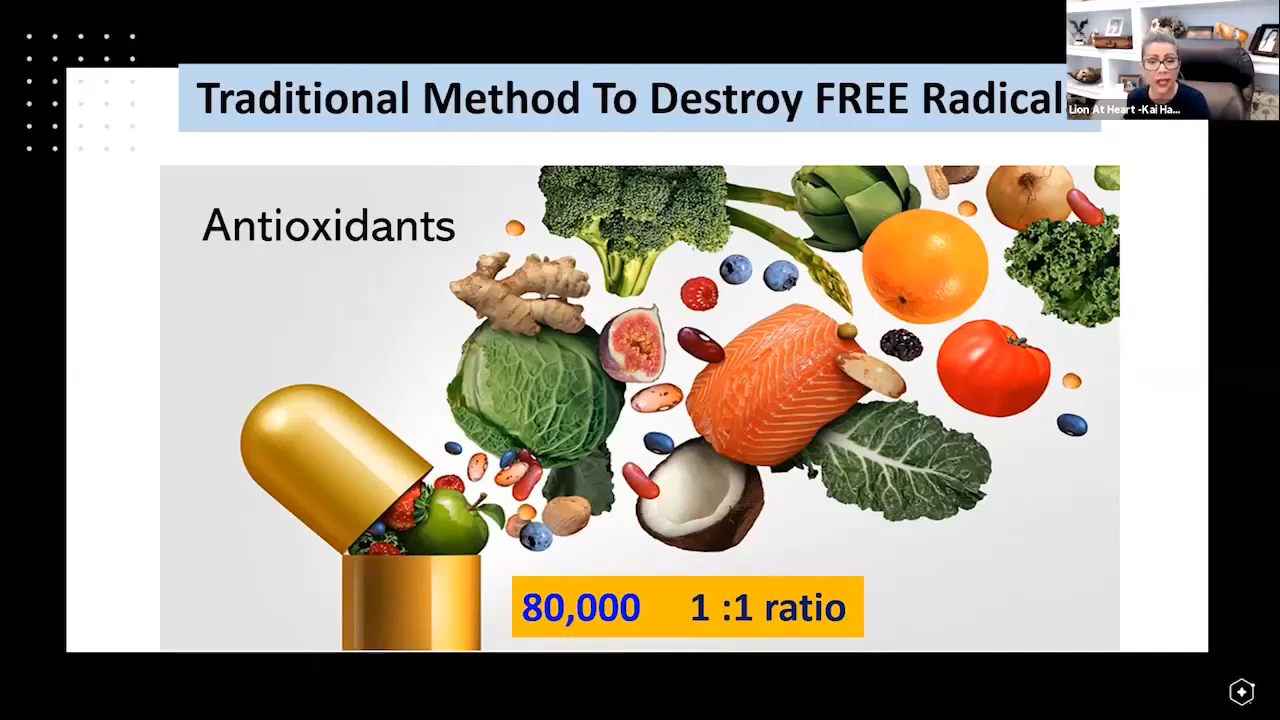 Traditional Method To Destroy FREE Radical
Lion At Heart -Kai Ha...
Antioxidants
80,000 1 :1 ratio